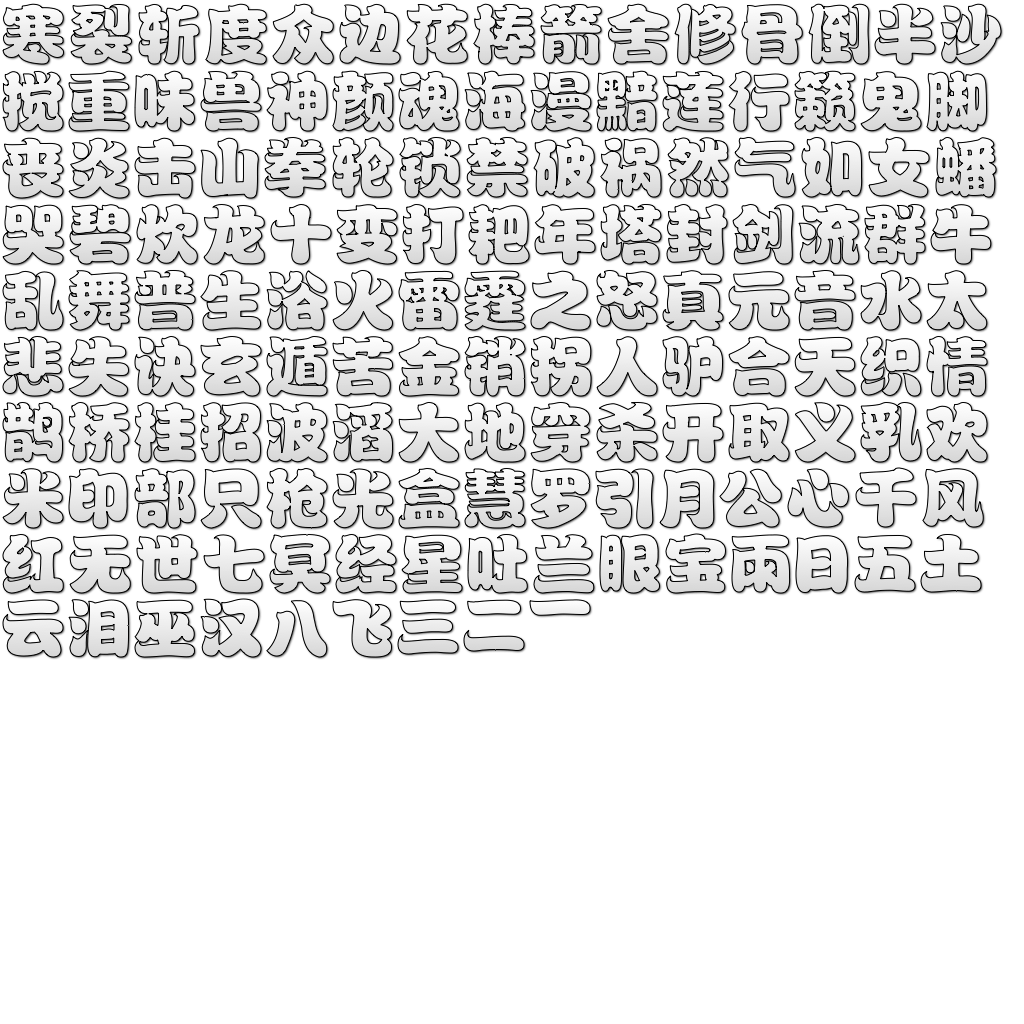 寒裂斩度众边花棒箭舍修骨倒半沙
搅重味兽神颜魂海漫黯莲行籁鬼脚
丧炎击山拳轮锁禁破祸然气如女蟠
哭碧炊龙十变打耙年塔封剑流群牛
乱舞普生浴火雷霆之怒真元音水太
悲失诀玄遁苦金销拐人驴合天织情
鹊桥桂招波滔大地穿杀开取义乳欢
米印部只枪光盒慧罗引月公心千风
红无世七冥经星吐兰眼宝雨日五土
云泪巫汉八飞三二一